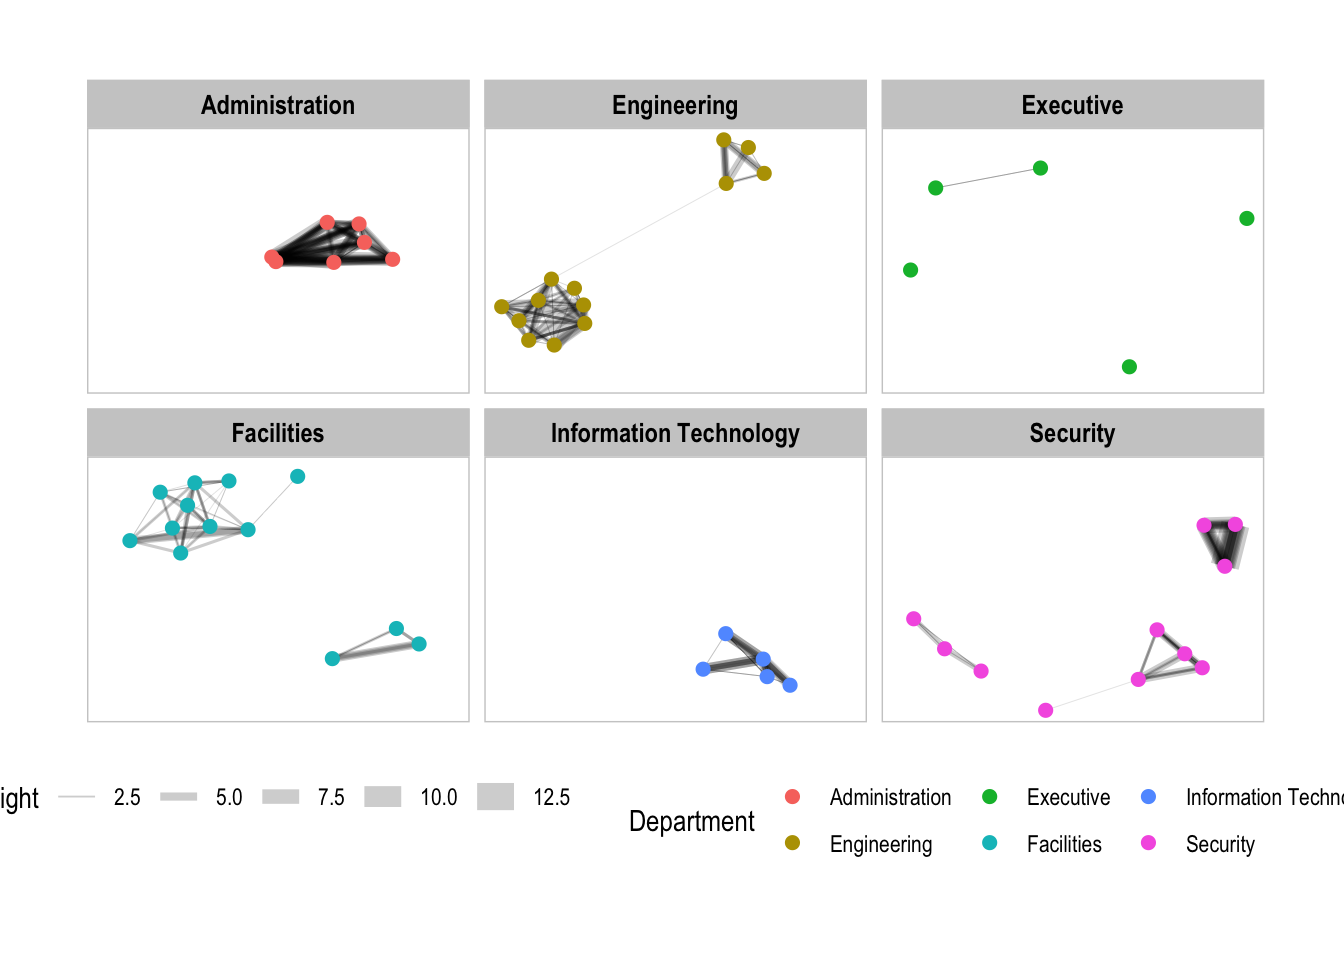 Administration
Engineering
Executive
Facilities
Information Technology
Security
2.5
5.0
7.5
10.0
12.5
Department
Administration
Executive
Information
Engineering
Facilities
Security